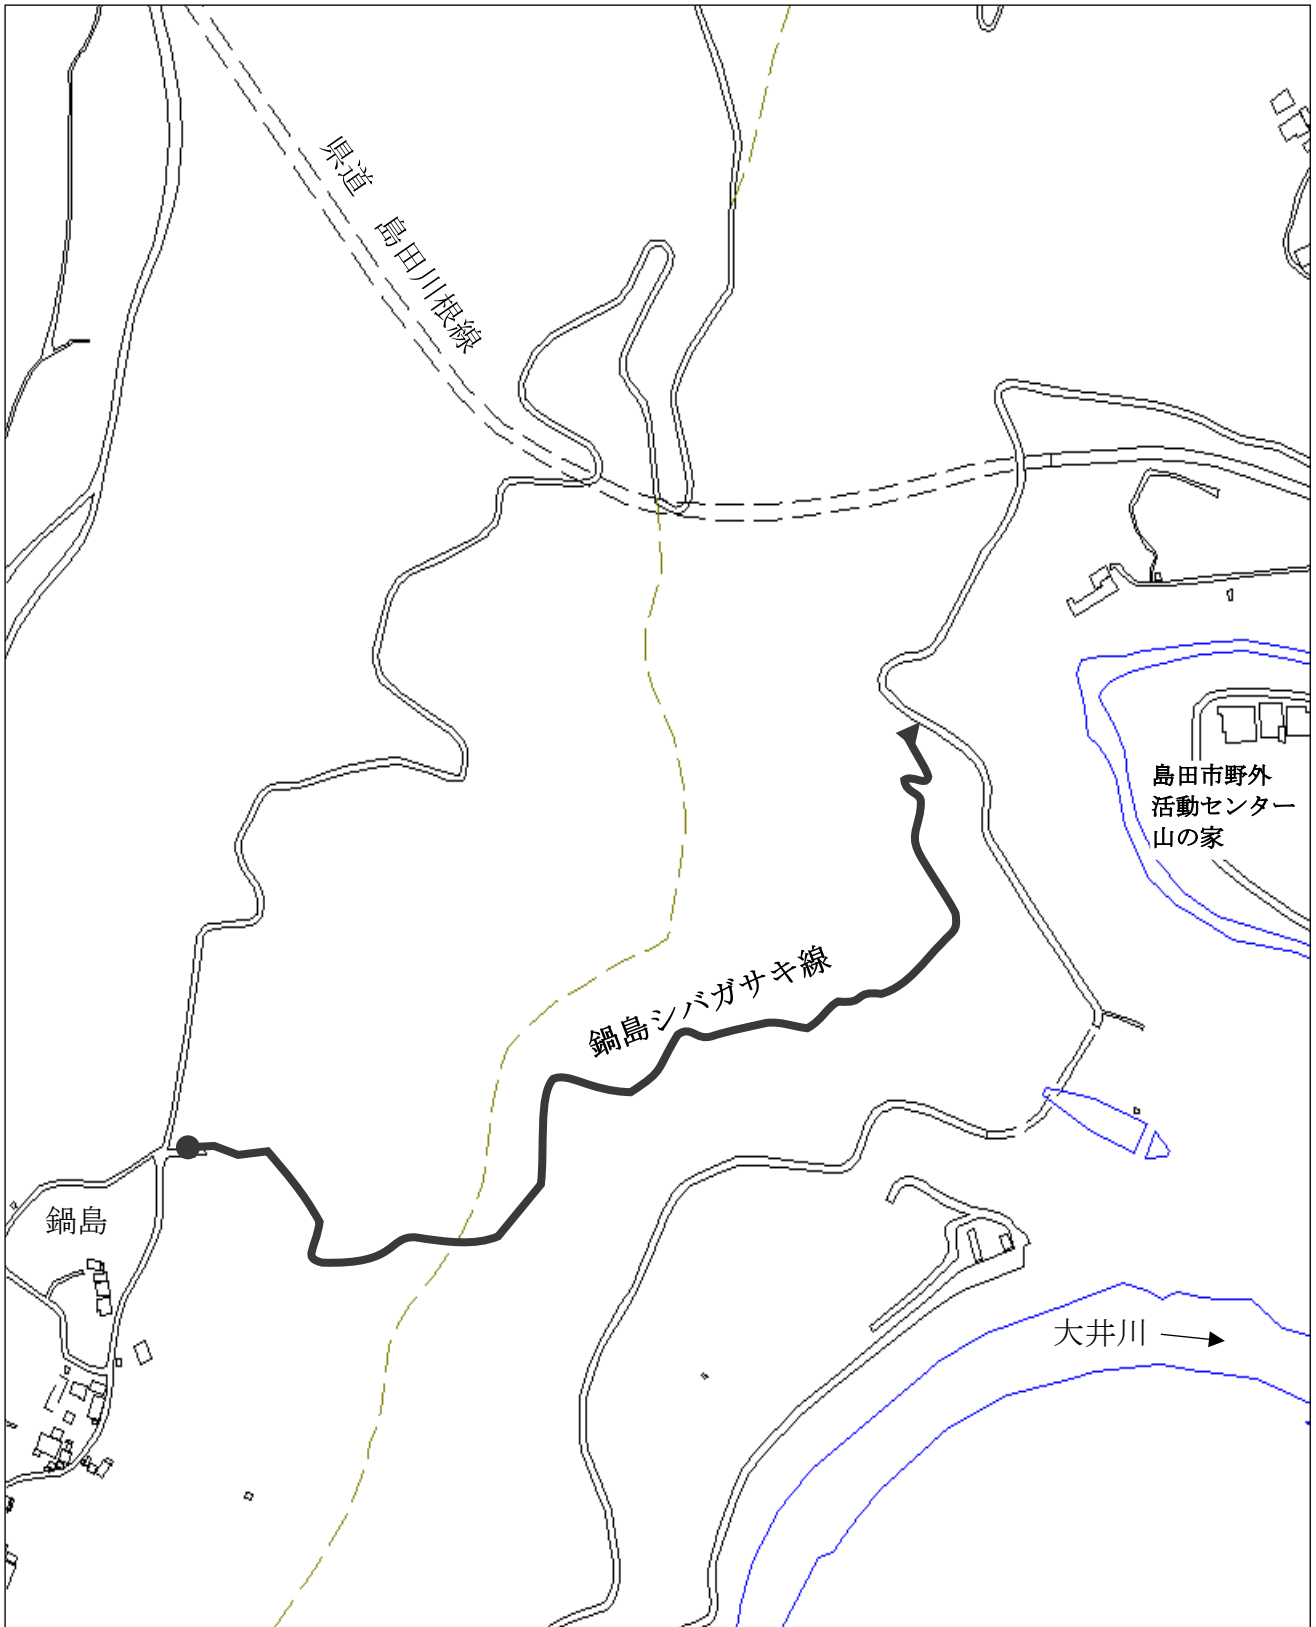 県道　島田川根線
島田市野外
活動センター
山の家
鍋島シバガサキ線
鍋島
大井川